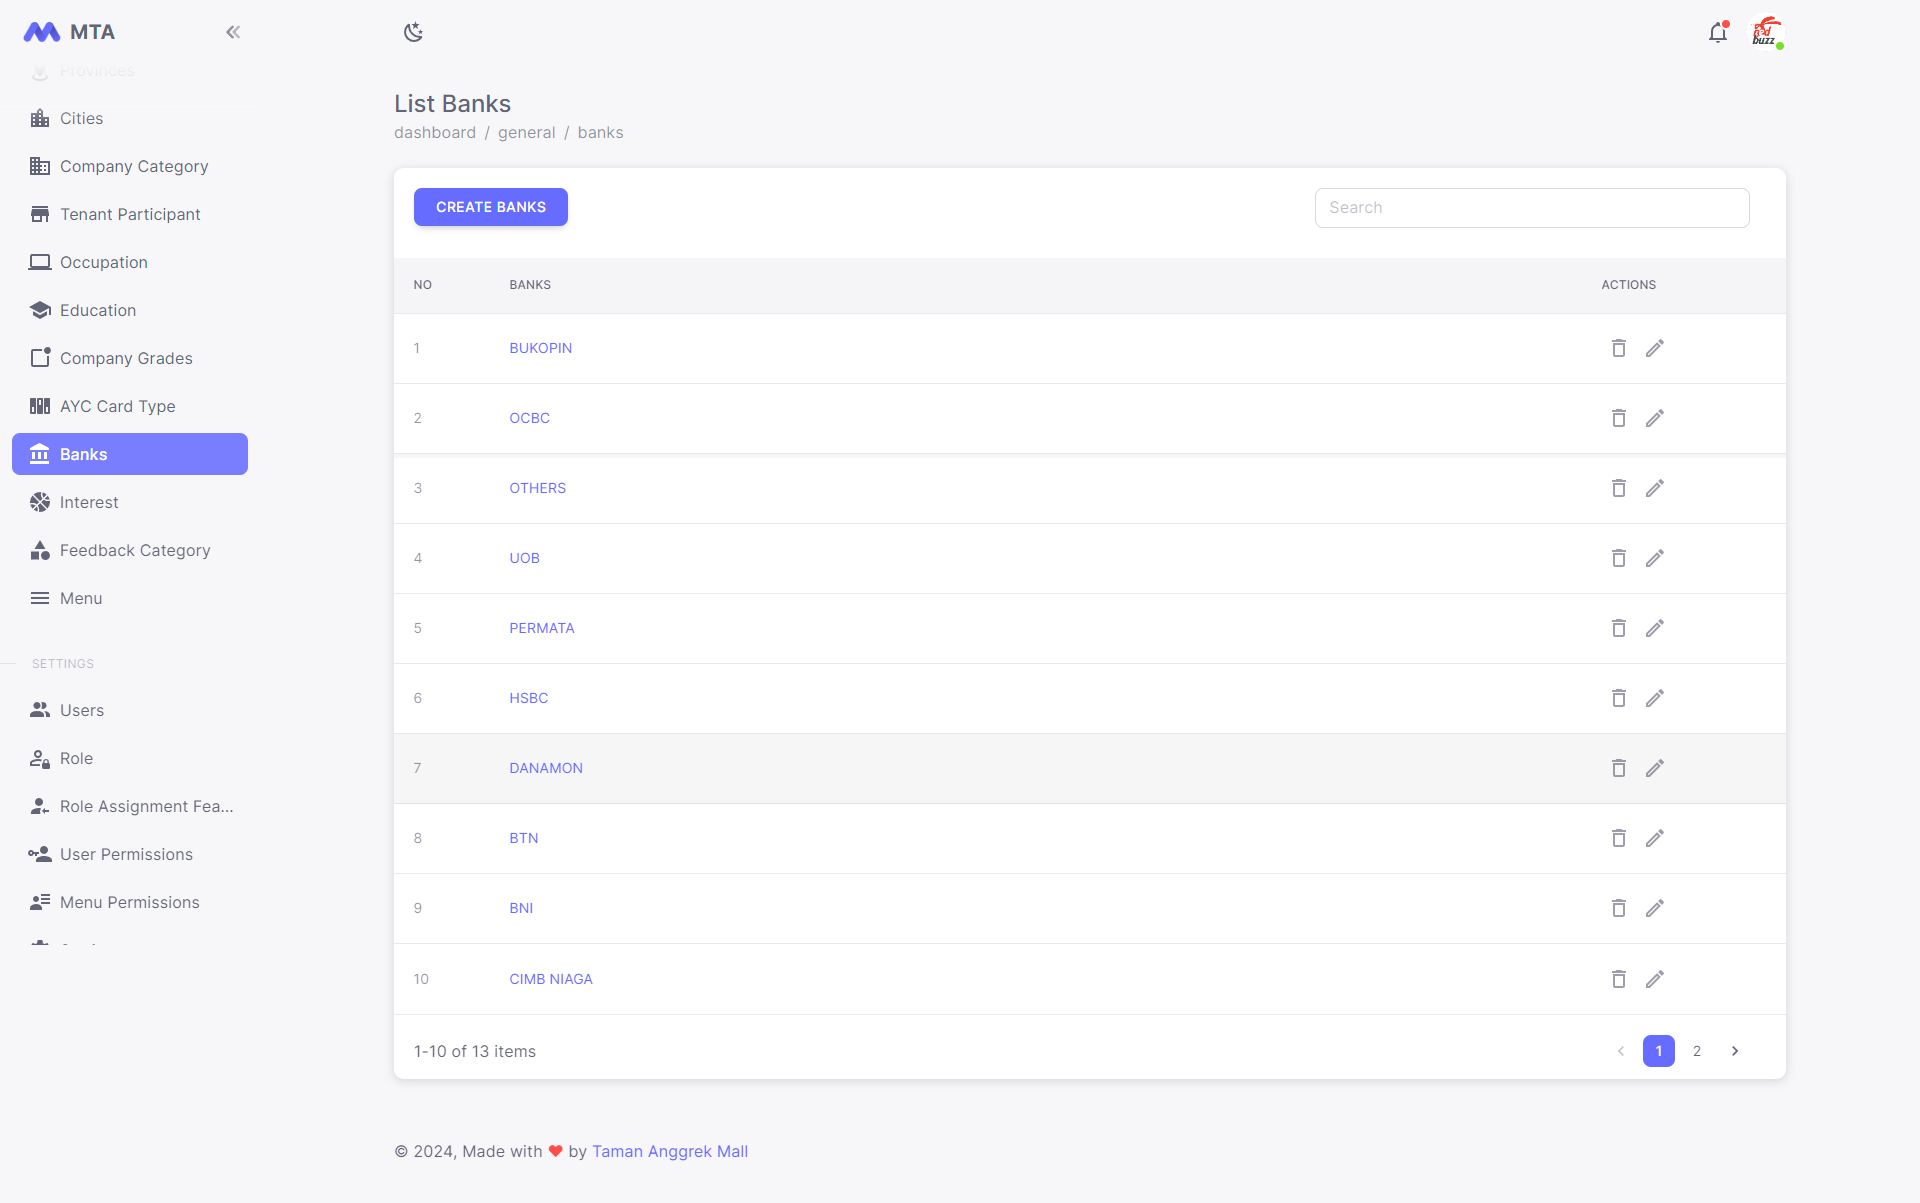 MTA
Provinces
Cities
Company Category
Tenant Participant
Occupation
Education
Company Grades
AYC Card Type
Banks
Interest
Feedback Category
Menu
SETTINGS
Users
Role
Role Assignment Fea...
User Permissions
Menu Permissions
buzz
List Banks
dashboard / general / banks
CREATE BANKS
Search
NO BANKS ACTIONS
1 BUKOPIN
2 OCBC
3 OTHERS
4 UOB
5 PERMATA
6 HSBC
7 DANAMON
8 BTN
9 BNI
10 CIMB NIAGA
1-10 of 13 items
1 2
© 2024, Made with ❤ by Taman Anggrek Mall